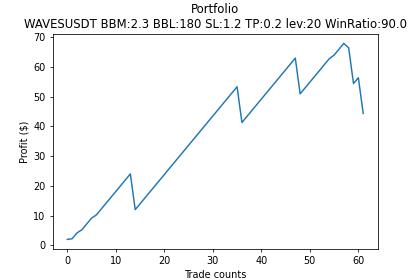 Portfolio
WAVESUSDT BBM:2.3 BBL:180 SL:1.2 TP:0.2 lev:20 WinRatio:90.0
70
60
50
40
30
20
10
0
Profit ($)
0 10 20 30 40 50 60
Trade counts